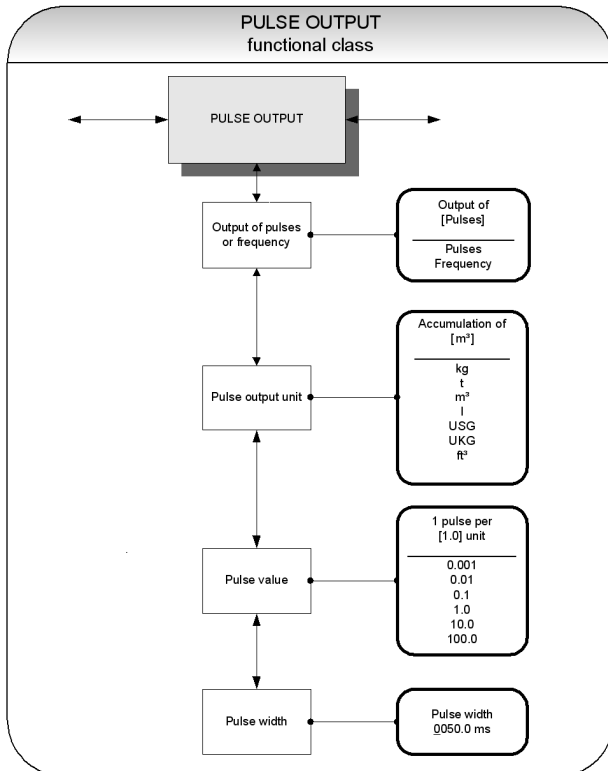 PULSE OUTPUT
functional class
PULSE OUTPUT
Output of pulses
or frequency
Output of
[Pulses]
Pulses
Frequency
Pulse output unit
Accumulation of
[m³]
kg
t
m³
l
USG
UKG
ft³
Pulse value
1 pulse per
[1.0] unit
0.001
0.01
0.1
1.0
10.0
100.0
Pulse width
Pulse width
0050.0 ms